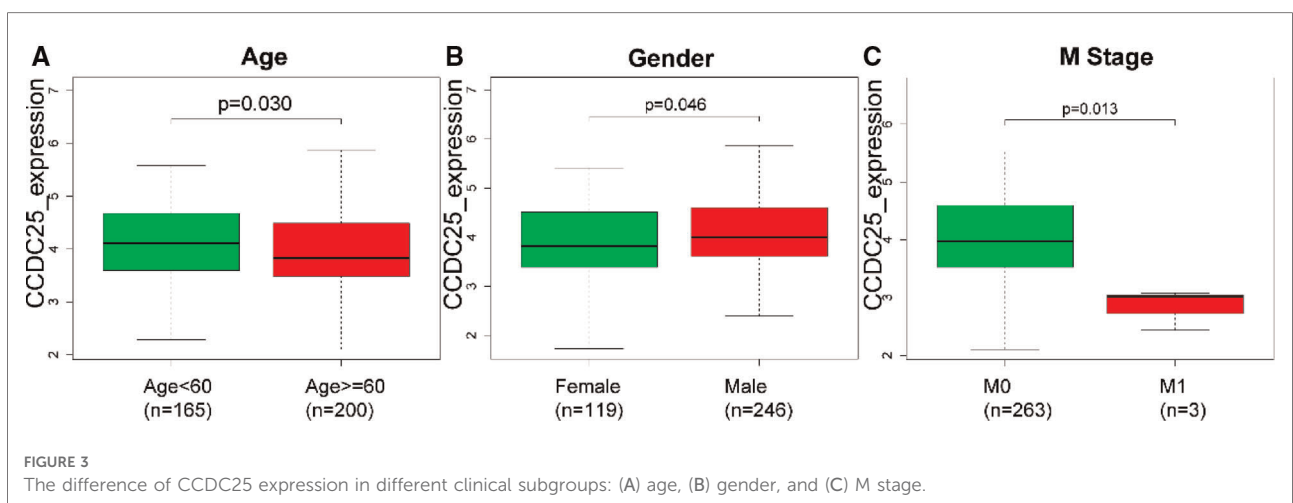 A
Age
CCDC25_expression
7
6
5
4
3
2
p=0.030
Age<60
(n=165)
Age>=60
(n=200)
B
Gender
CCDC25_expression
7
6
5
4
3
2
p=0.046
Female
(n=119)
Male
(n=246)
C
M Stage
CCDC25_expression
6
5
4
3
2
p=0.013
M0
(n=263)
M1
(n=3)
FIGURE 3
The difference of CCDC25 expression in different clinical subgroups: (A) age, (B) gender, and (C) M stage.